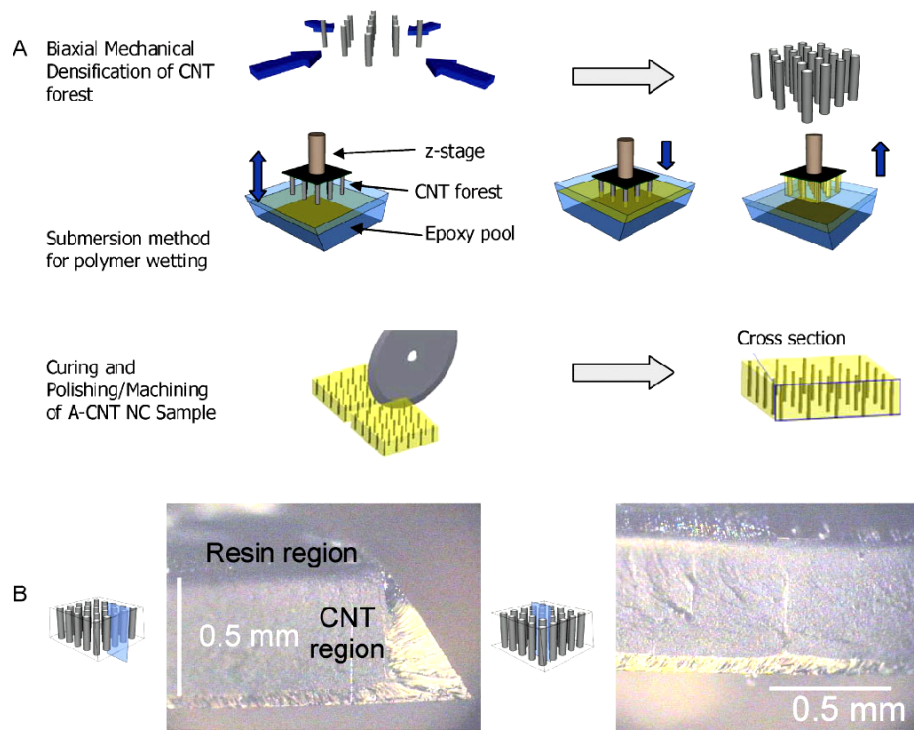 A
Biaxial Mechanical
Densification of CNT
forest
z-stage
CNT forest
Epoxy pool
Submersion method
for polymer wetting
Cross section
Curing and
Polishing/Machining
of A-CNT NC Sample
B
Resin region
CNT
region
0.5 mm
0.5 mm